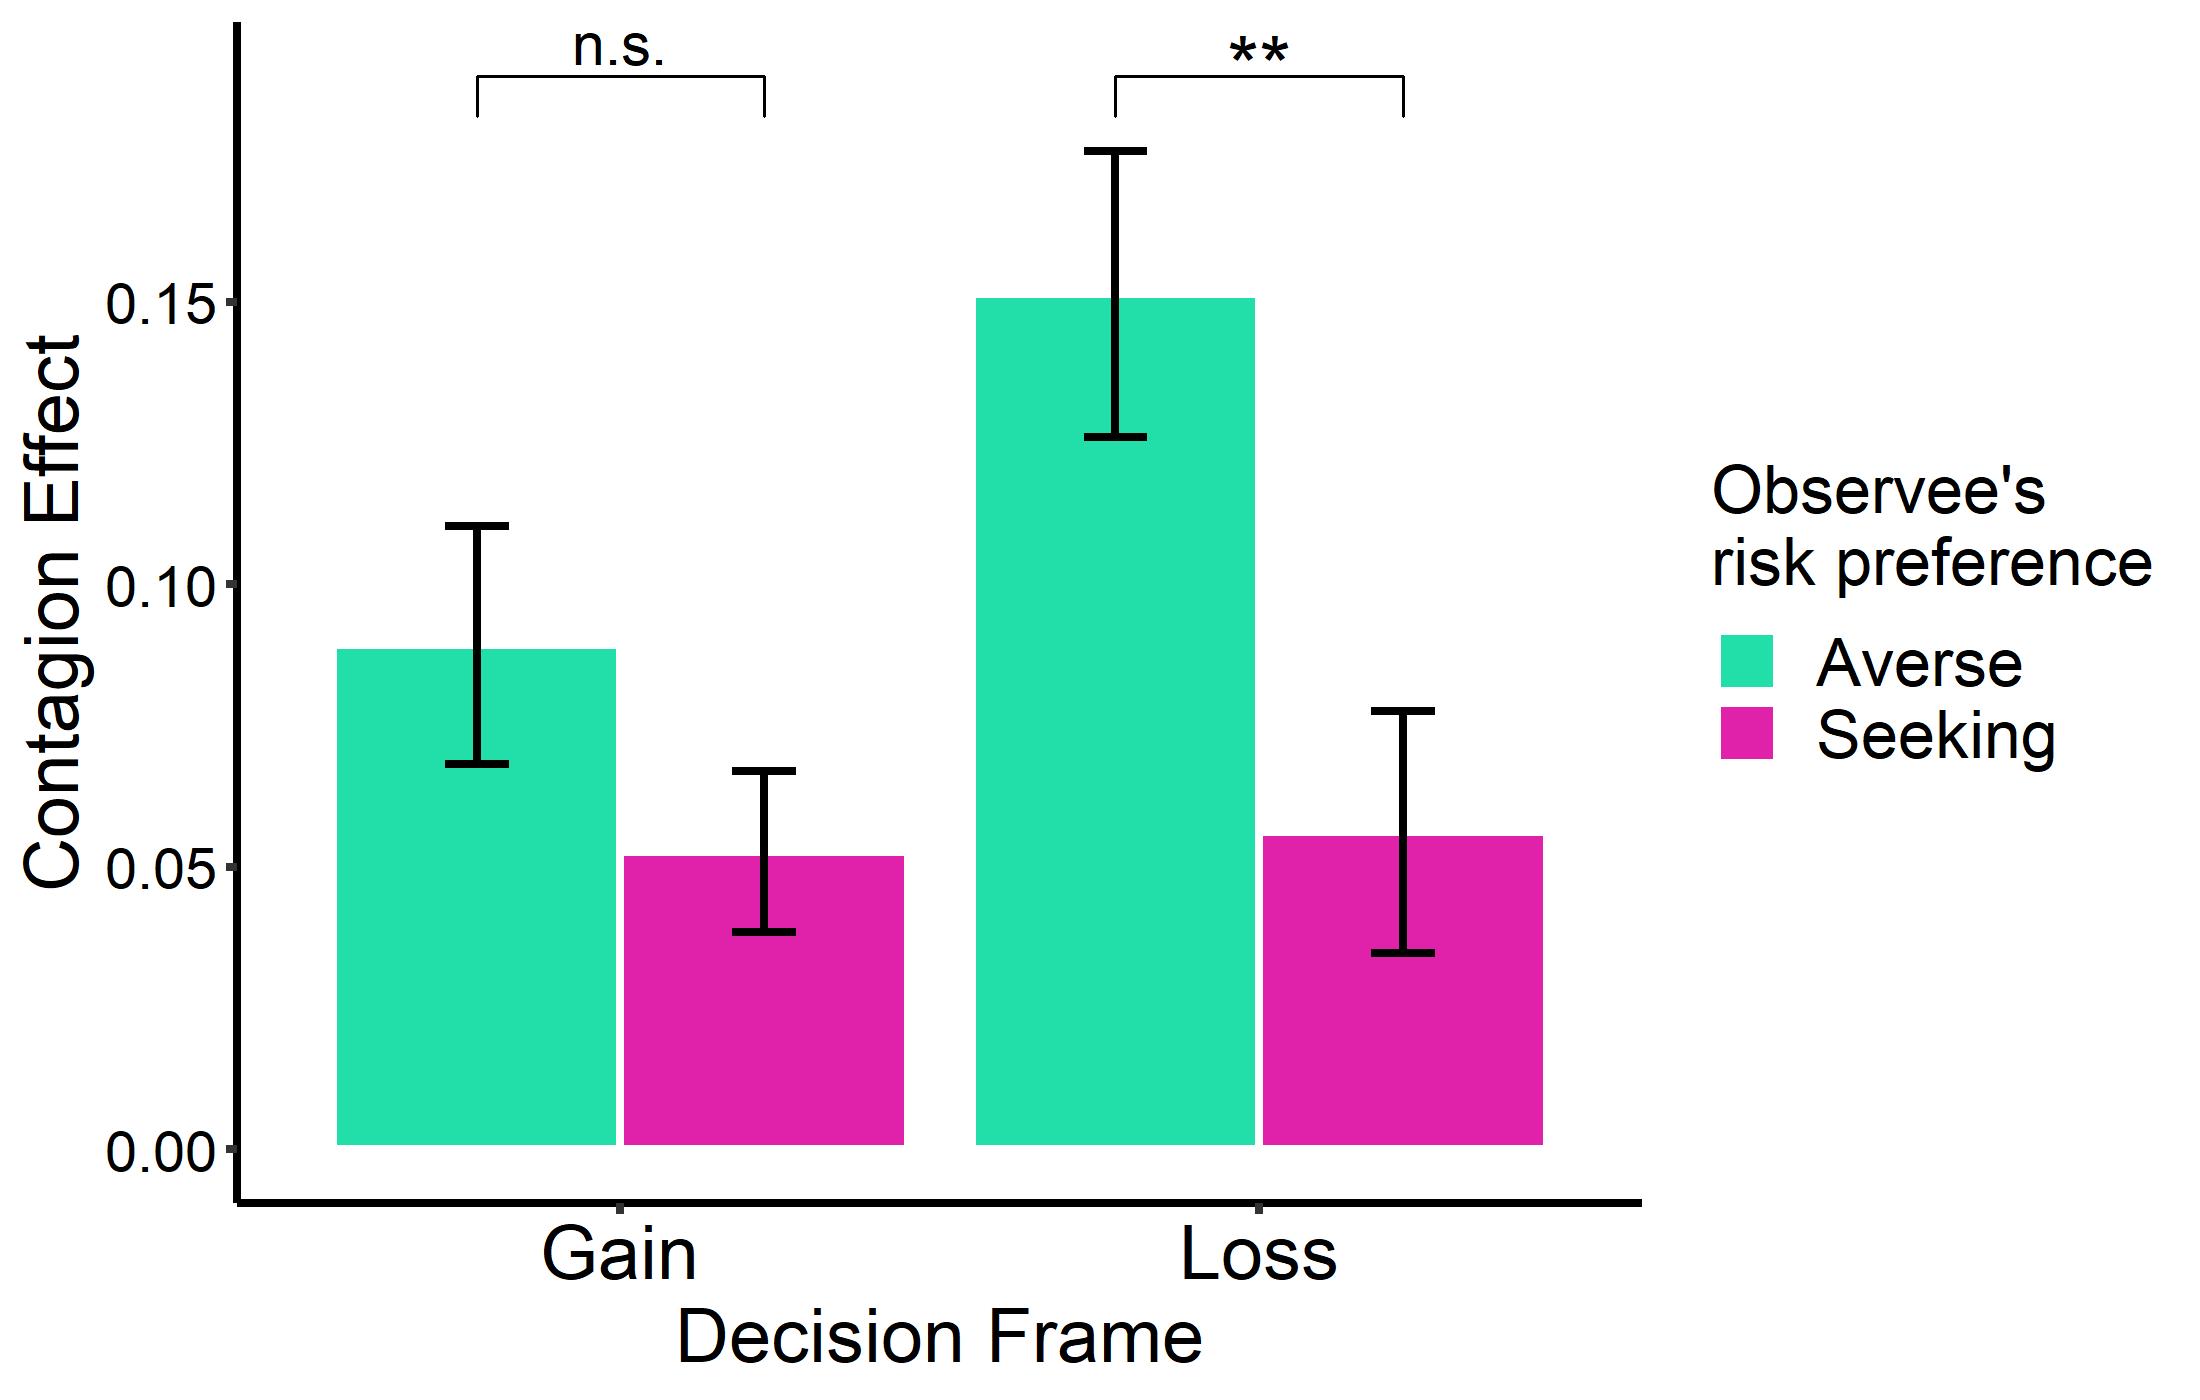 n.s.
**
Contagion Effect
0.15
0.10
0.05
0.00
Gain
Loss
Decision Frame
Observee's
risk preference
Averse
Seeking